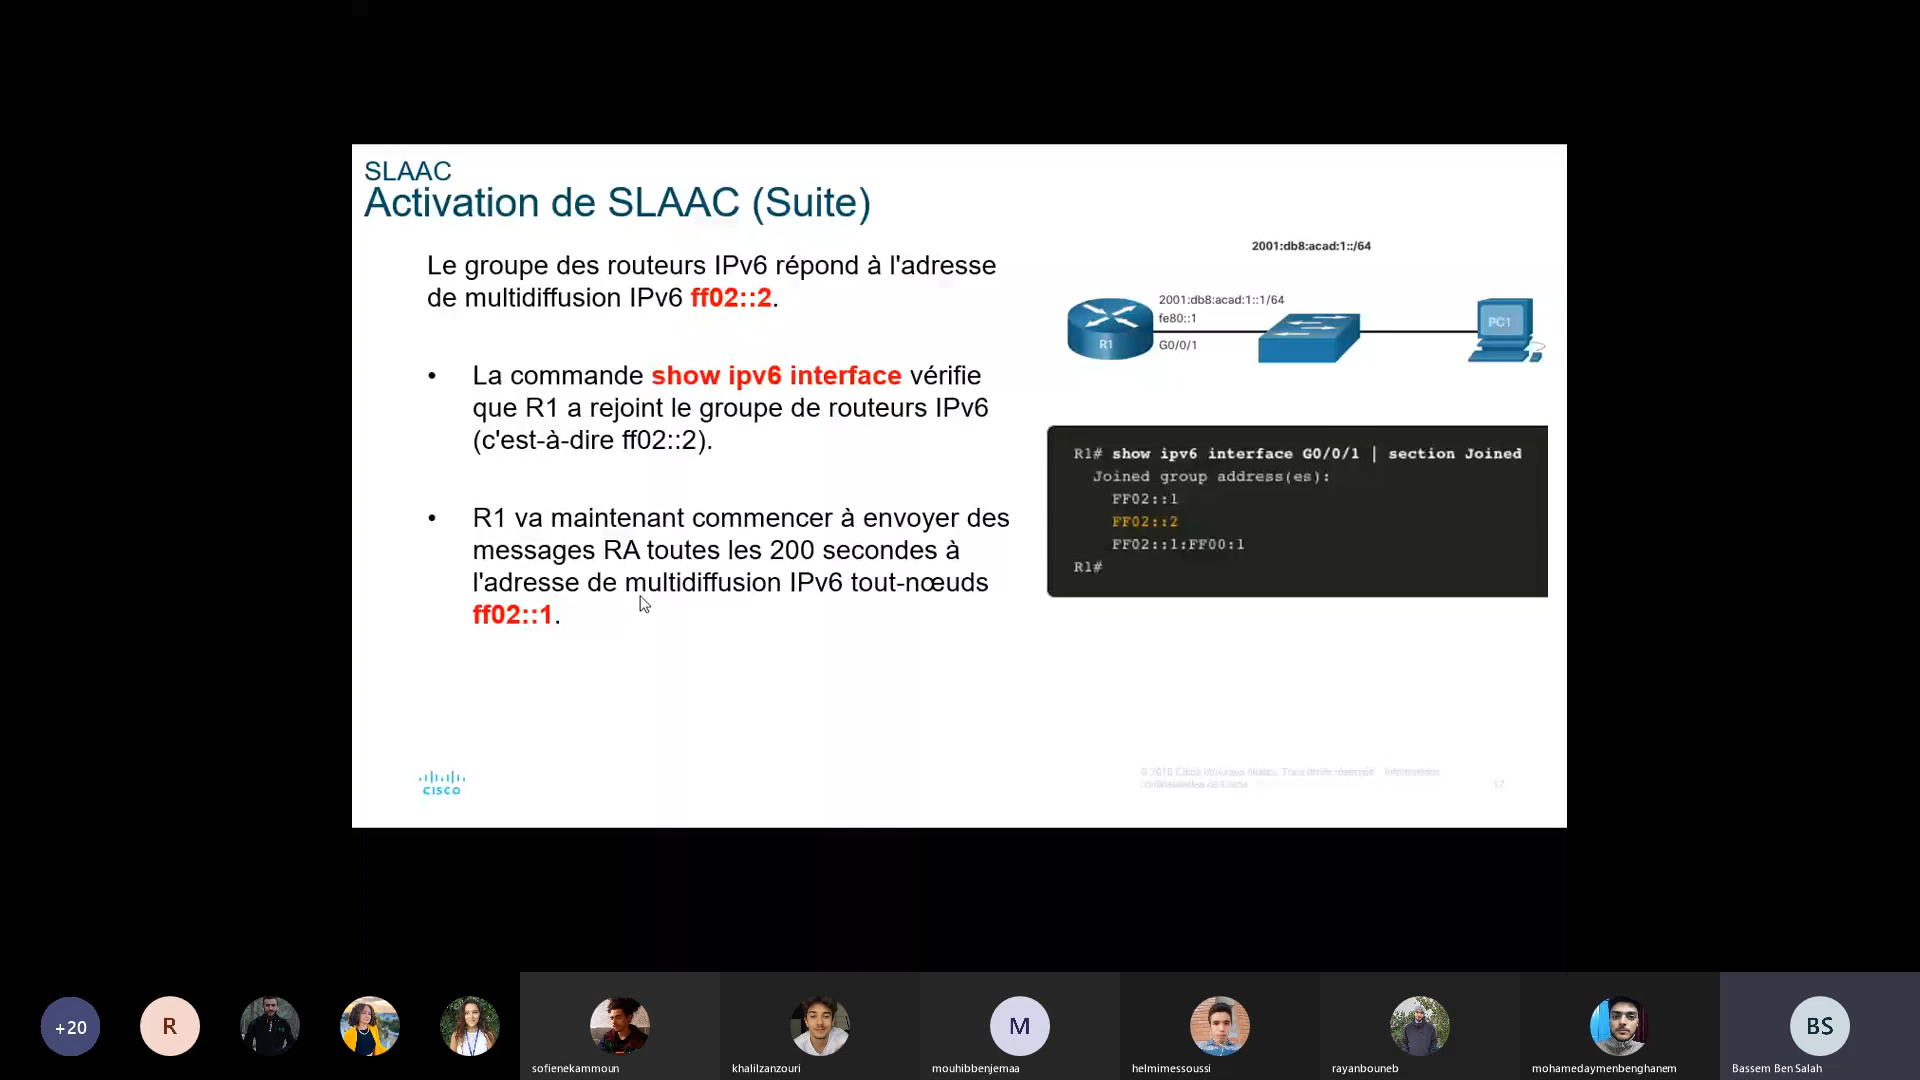 SLAAC
Activation de SLAAC (Suite)
Le groupe des routeurs IPv6 répond à l'adresse
de multidiffusion IPv6 ff02::2.
• La commande show ipv6 interface vérifie
que R1 a rejoint le groupe de routeurs IPv6
(c'est-à-dire ff02::2).
• R1 va maintenant commencer à envoyer des
messages RA toutes les 200 secondes à
l'adresse de multidiffusion IPv6 tout-nœuds
ff02::1.
2001:db8:acad:1::/64
2001:db8:acad:1::1/64
fe80::1
G0/0/1
R1
PC1
R1# show ipv6 interface G0/0/1 | section Joined
Joined group address(es):
FF02::1
FF02::2
FF02::1:FF00:1
R1#
CISCO
Tous droits réservés
12
+20
R
M
BS
sofienekammoun
khalilzanzouri
mouhibbenjemaa
helmimessoussi
rayanbouneb
mohamedaymenbenghanem
Bassem Ben Salah